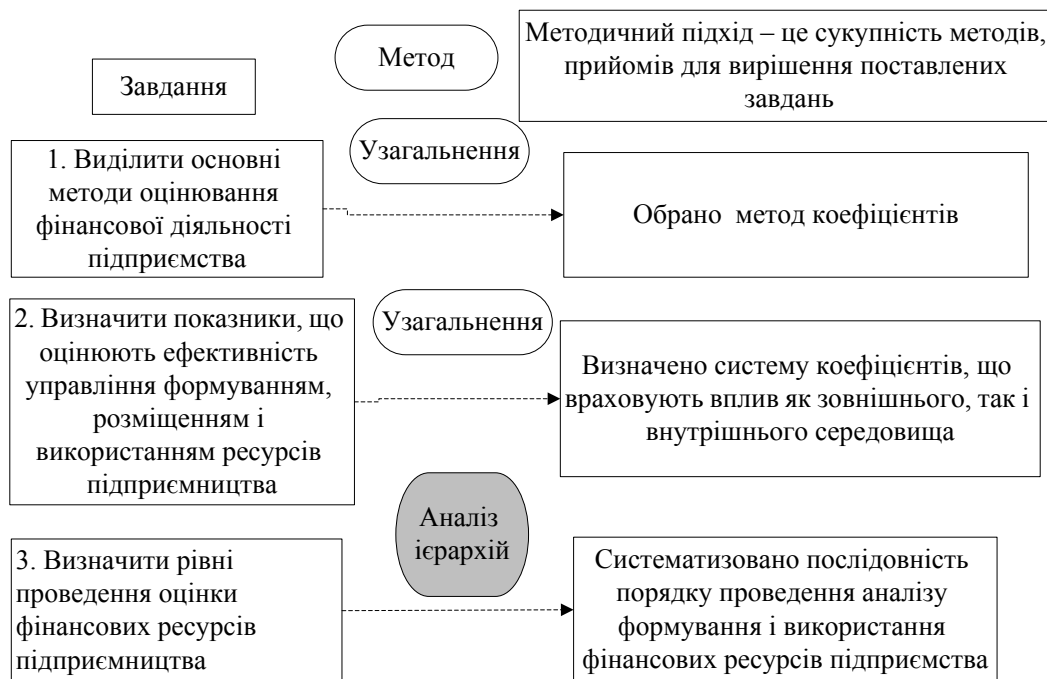 Завдання
Метод
Методичний підхід – це сукупність методів,
прийомів для вирішення поставлених
завдань
1. Виділити основні
методи оцінювання
фінансової діяльності
підприємства
Узагальнення
Обрано метод коефіцієнтів
2. Визначити показники, що
оцінюють ефективність
управління формуванням,
розміщенням і
використанням ресурсів
підприємництва
Узагальнення
Визначено систему коефіцієнтів, що
враховують вплив як зовнішнього, так і
внутрішнього середовища
3. Визначити рівні
проведення оцінки
фінансових ресурсів
підприємництва
Аналіз
ієрархій
Систематизовано послідовність
порядку проведення аналізу
формування і використання
фінансових ресурсів підприємства